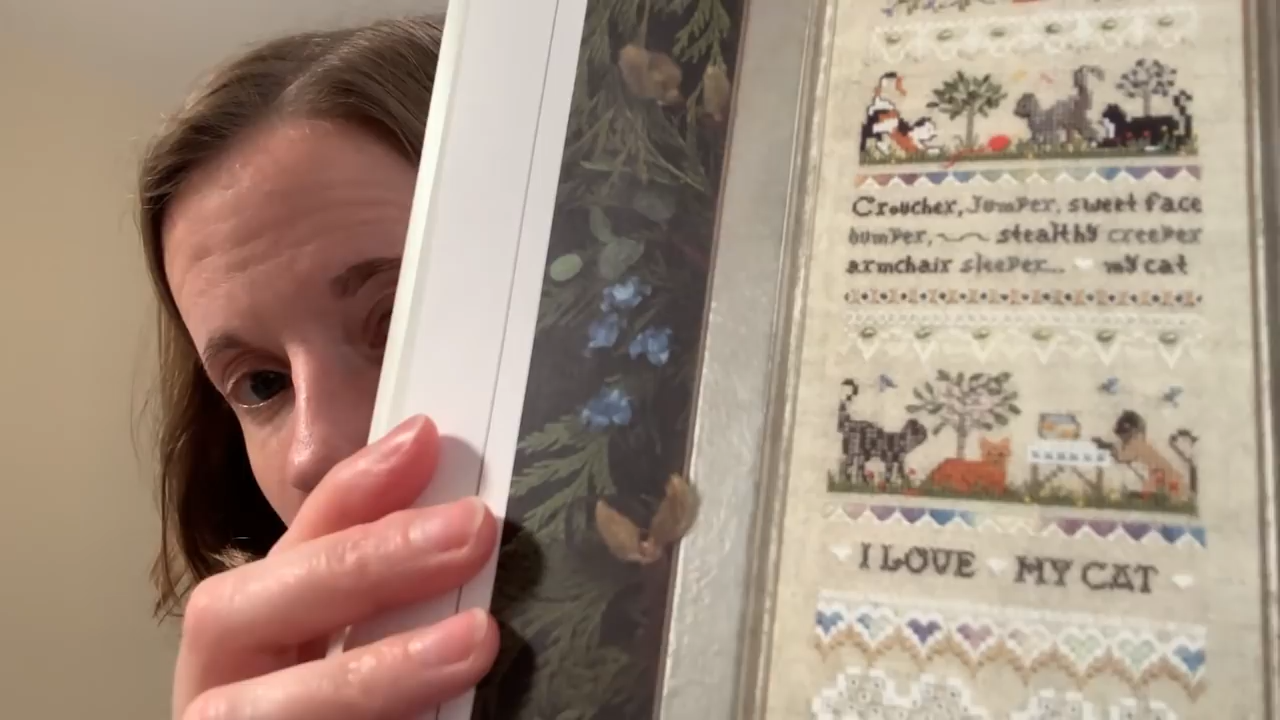 Croucher, Jumper, sweet face
bumper, stealthy creeper
armchair sleeper... my cat
I LOVE MY CAT